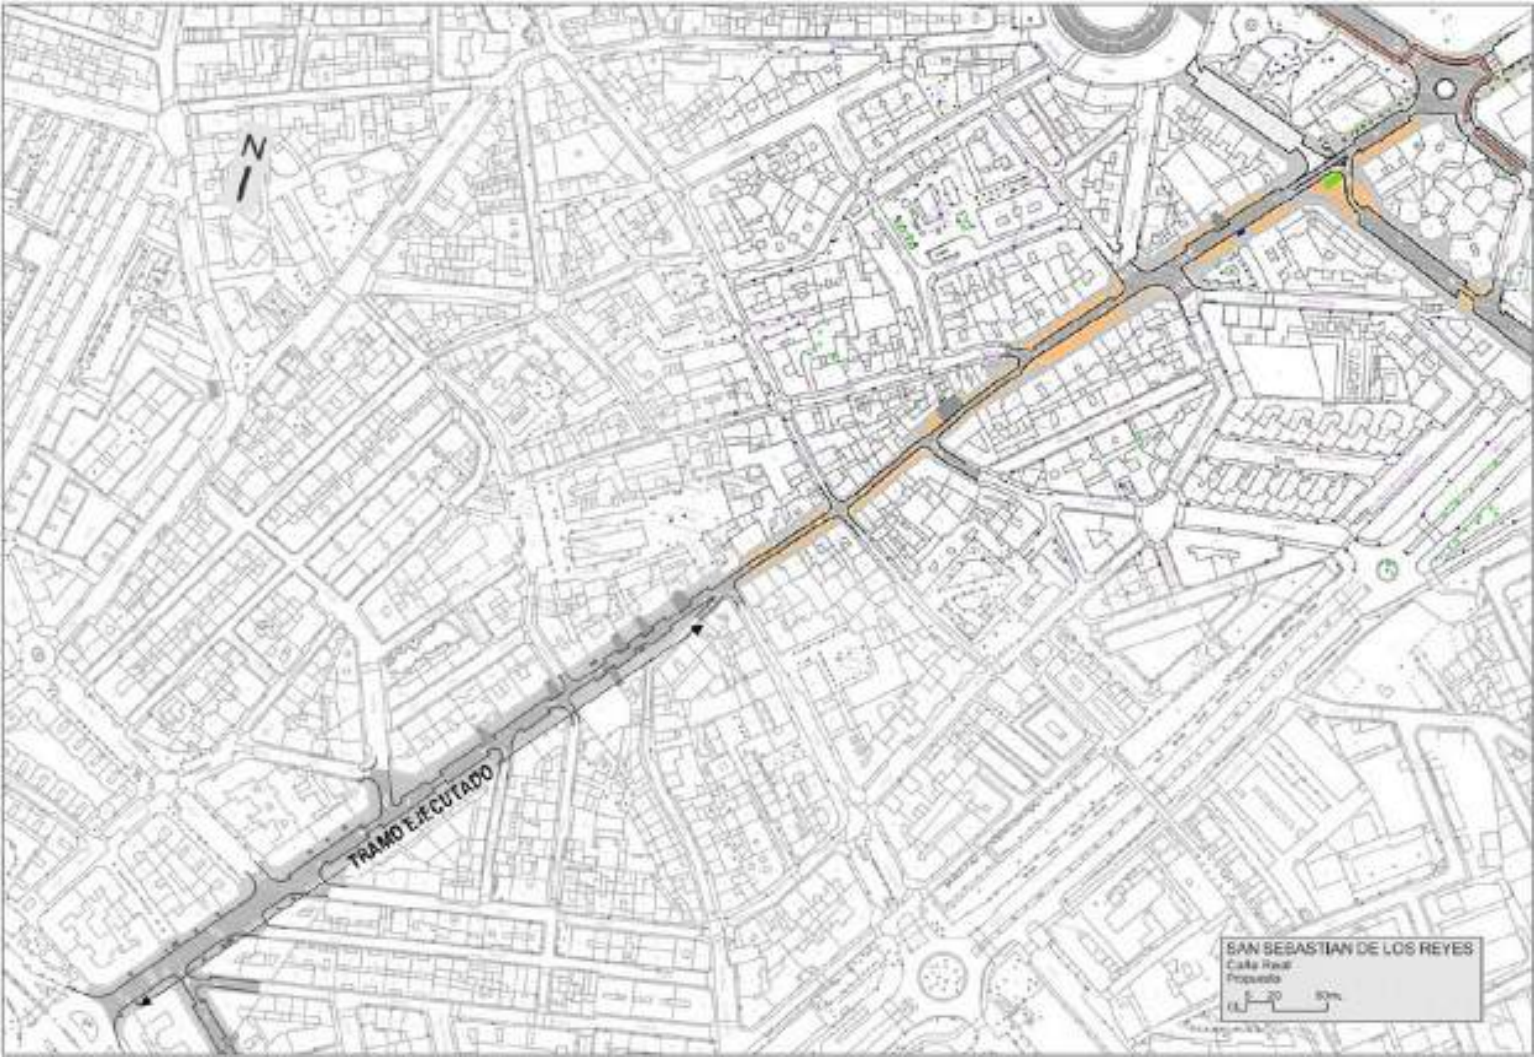 N
TRAMO EJECUTADO
SAN SEBASTIAN DE LOS REYES
Calle Real
Propuesta